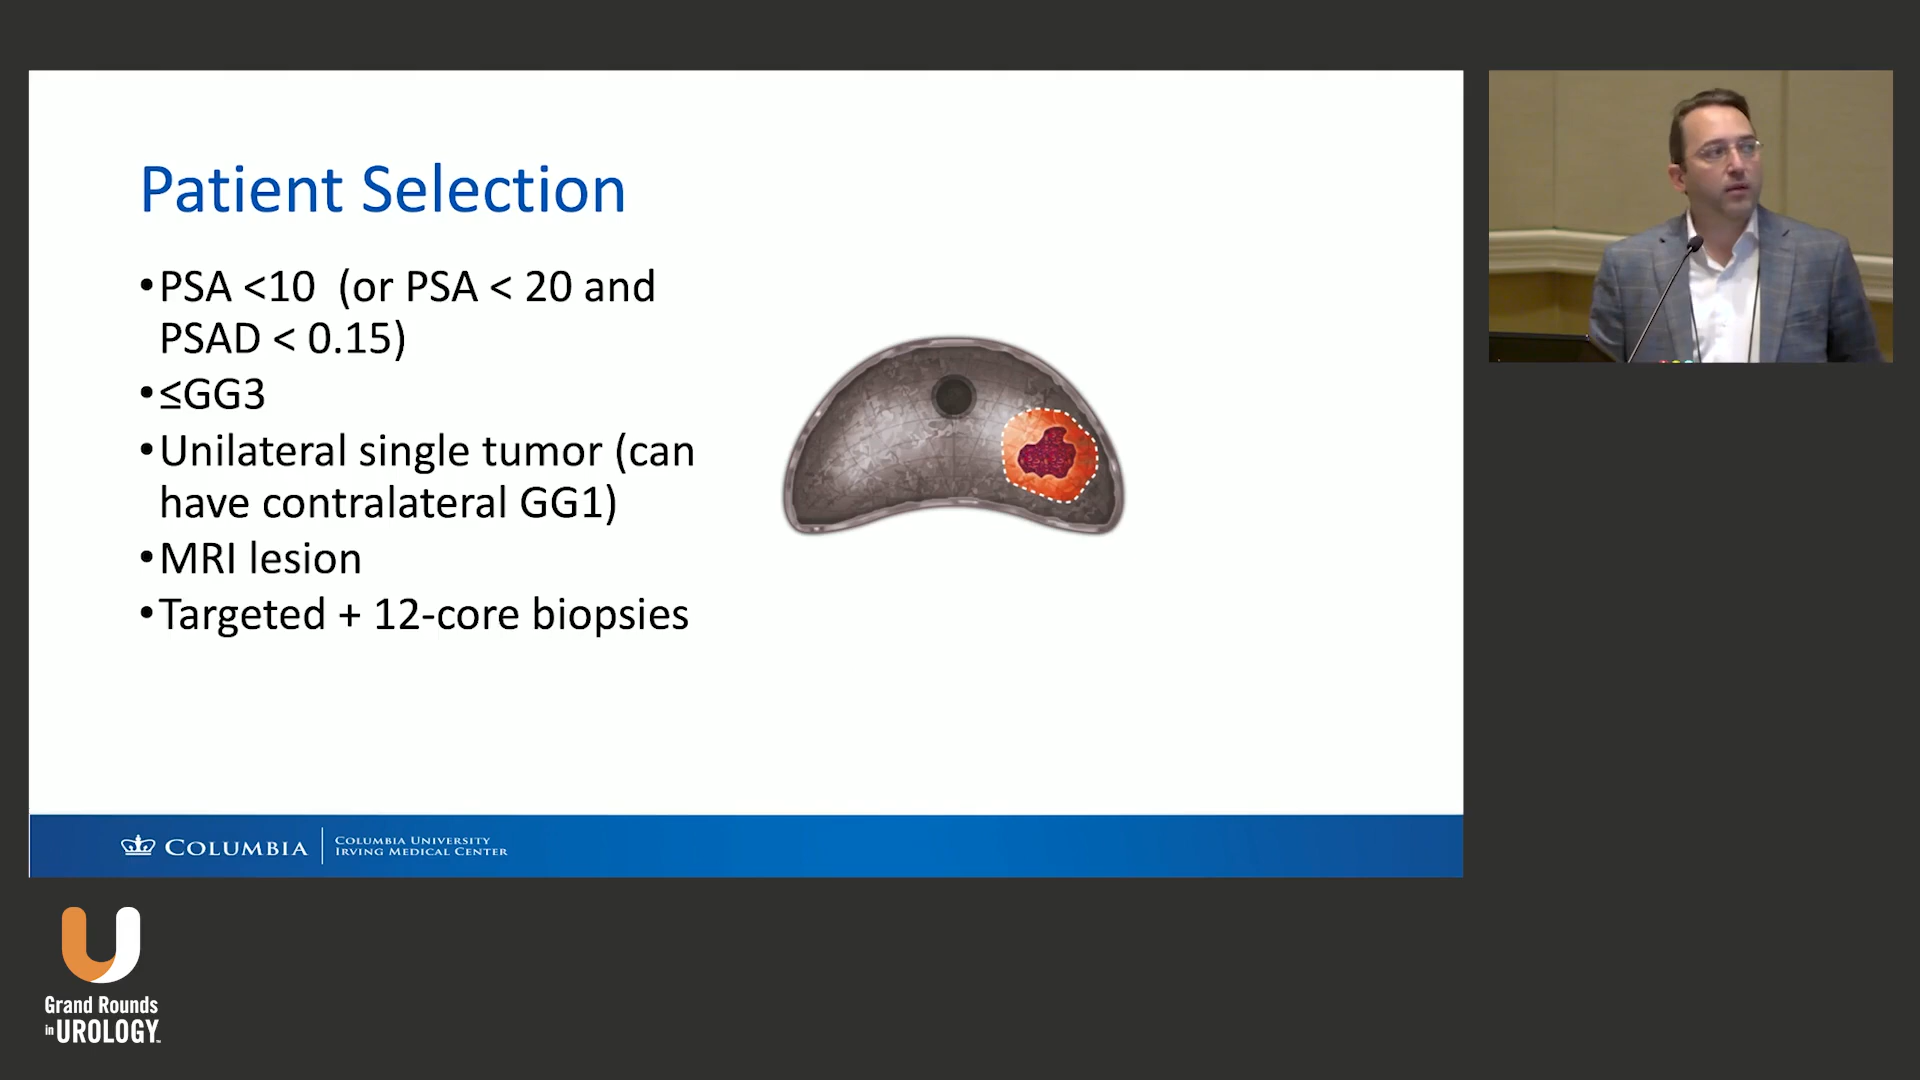 Patient Selection
•PSA <10 (or PSA < 20 and
PSAD < 0.15)
•≤GG3
•Unilateral single tumor (can
have contralateral GG1)
•MRI lesion
•Targeted + 12-core biopsies
COLUMBIA
COLUMBIA UNIVERSITY
IRVING MEDICAL CENTER
Grand Rounds
in UROLOGY™